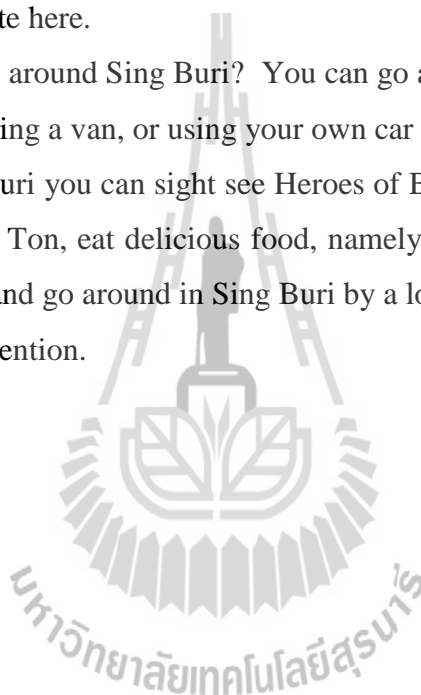 te here.
around Sing Buri? You can go a
ing a van, or using your own car
uri you can sight see Heroes of B
Ton, eat delicious food, namely
and go around in Sing Buri by a lo
ention.
มหาวิทยาลัยเทคโนโลยีสุรนารี